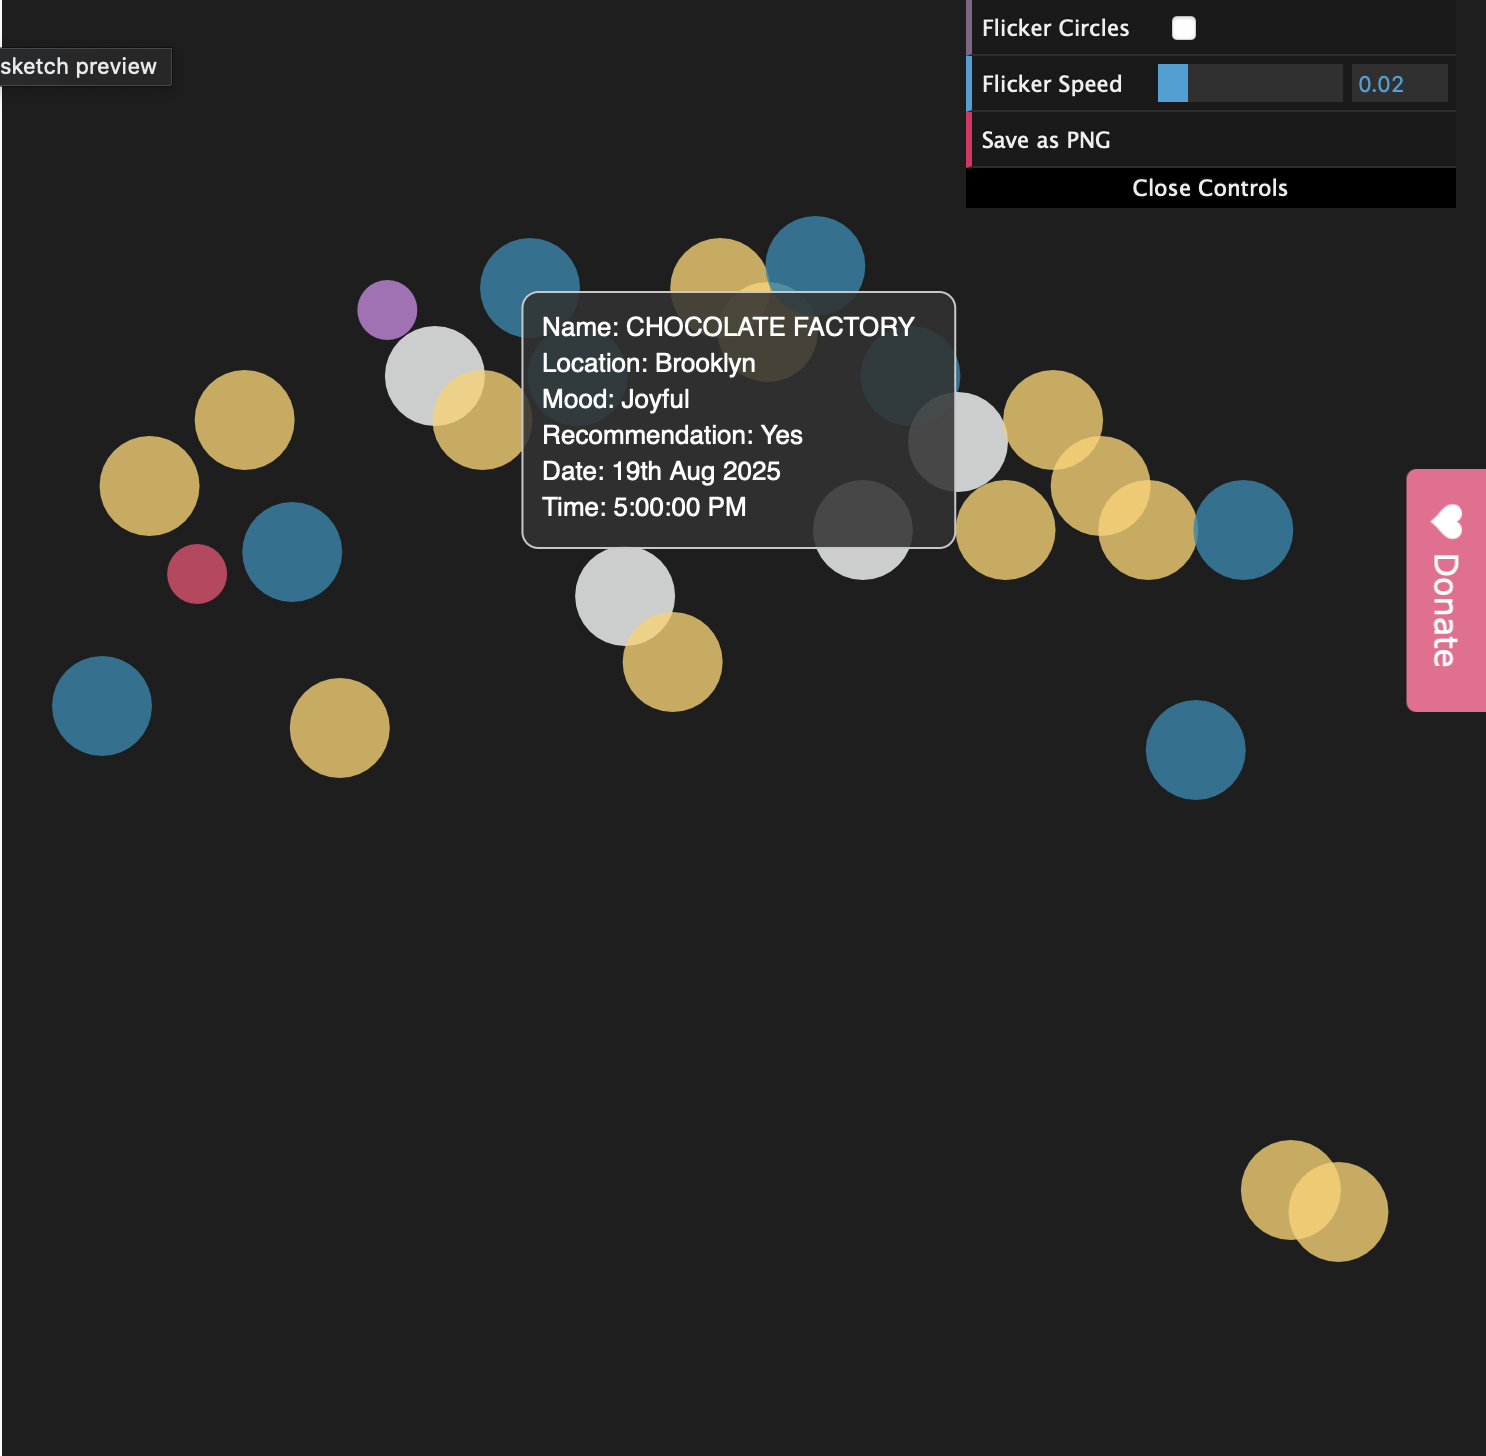 Flicker Circles
sketch preview
Flicker Speed 0.02
Save as PNG
Close Controls
Name: CHOCOLATE FACTORY
Location: Brooklyn
Mood: Joyful
Recommendation: Yes
Date: 19th Aug 2025
Time: 5:00:00 PM
Donate